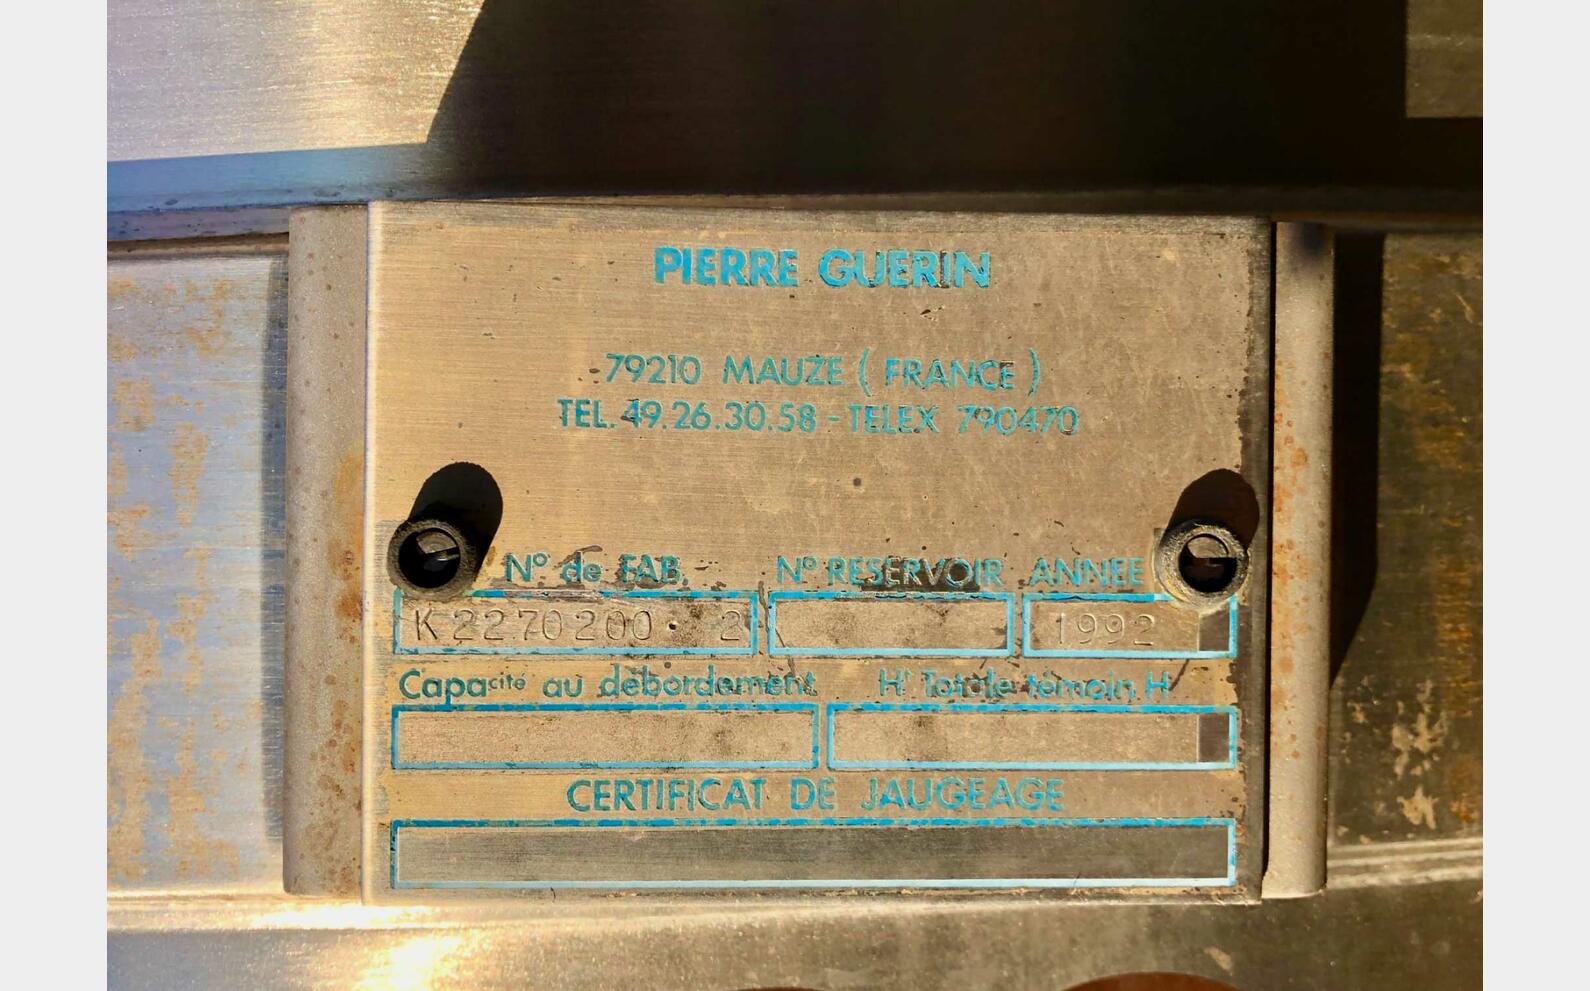 PIERRE GUERIN
79210 MAUZE (FRANCE)
TEL. 49.26.30.58 - TELEX 790470
N° de FAB. N° RESERVOIR ANNEE
K2270200. 2 1992
Capacité au débordement Ht Totale témoin H
CERTIFICAT DE JAUGEAGE